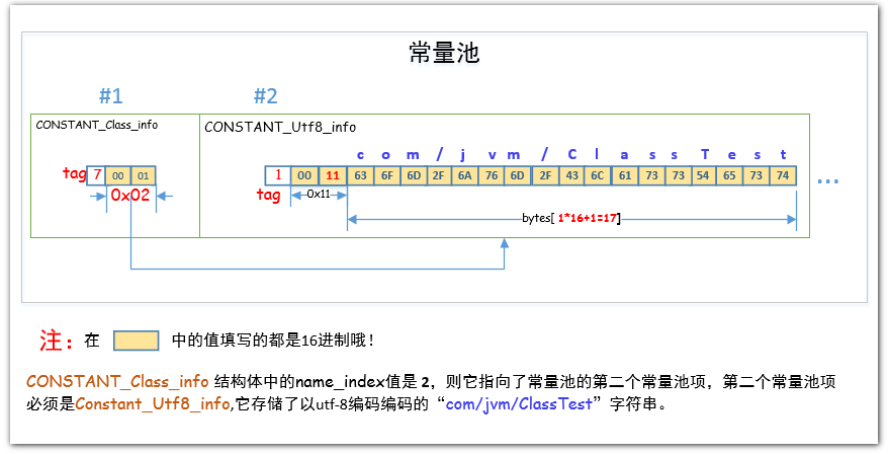 常量池
#1 #2
CONSTANT_Class_info CONSTANT_Utf8_info
c o m / j v m / C l a s s T e s t
tag 7 00 01 1 00 11 63 6F 6D 2F 6A 76 6D 2F 43 6C 61 73 73 54 65 73 74 ...
0x02 tag 0x11
bytes[ 1*16+1=17]
注：在 中的值填写的都是16进制哦！
CONSTANT_Class_info 结构体中的name_index值是 2，则它指向了常量池的第二个常量池项，第二个常量池项
必须是Constant_Utf8_info,它存储了以utf-8编码编码的“com/jvm/ClassTest”字符串。